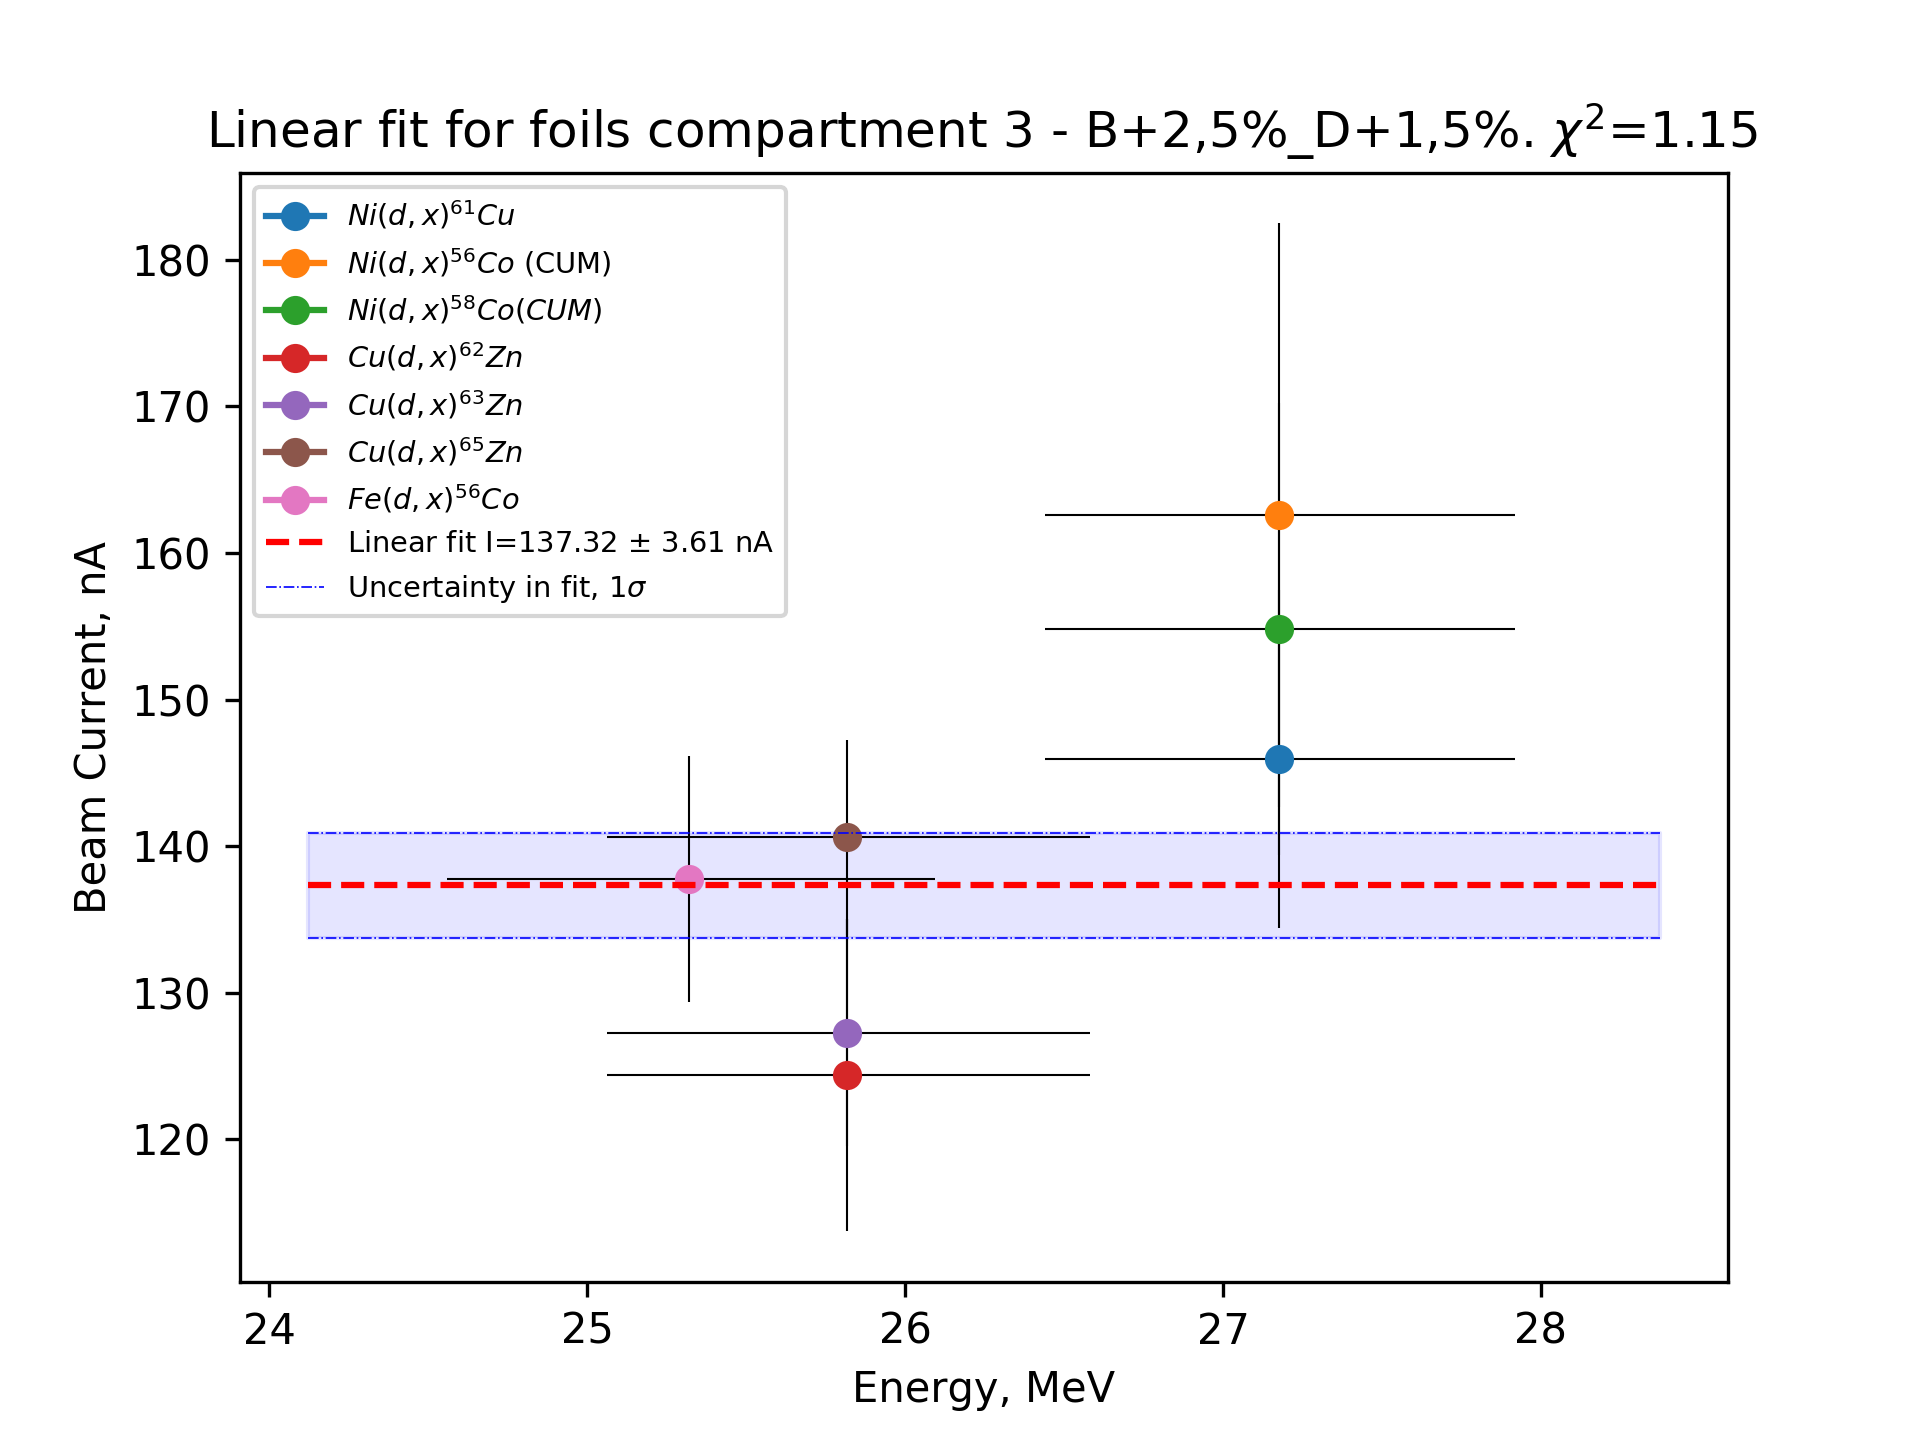 Linear fit for foils compartment 3 - B+2,5%_D+1,5%. χ²=1.15
Ni(d, x)⁶¹Cu
Ni(d, x)⁵⁶Co (CUM)
Ni(d, x)⁵⁸Co(CUM)
Cu(d, x)⁶²Zn
Cu(d, x)⁶³Zn
Cu(d, x)⁶⁵Zn
Fe(d, x)⁵⁶Co
Linear fit I=137.32 ± 3.61 nA
Uncertainty in fit, 1σ
Beam Current, nA
180
170
160
150
140
130
120
24 25 26 27 28
Energy, MeV